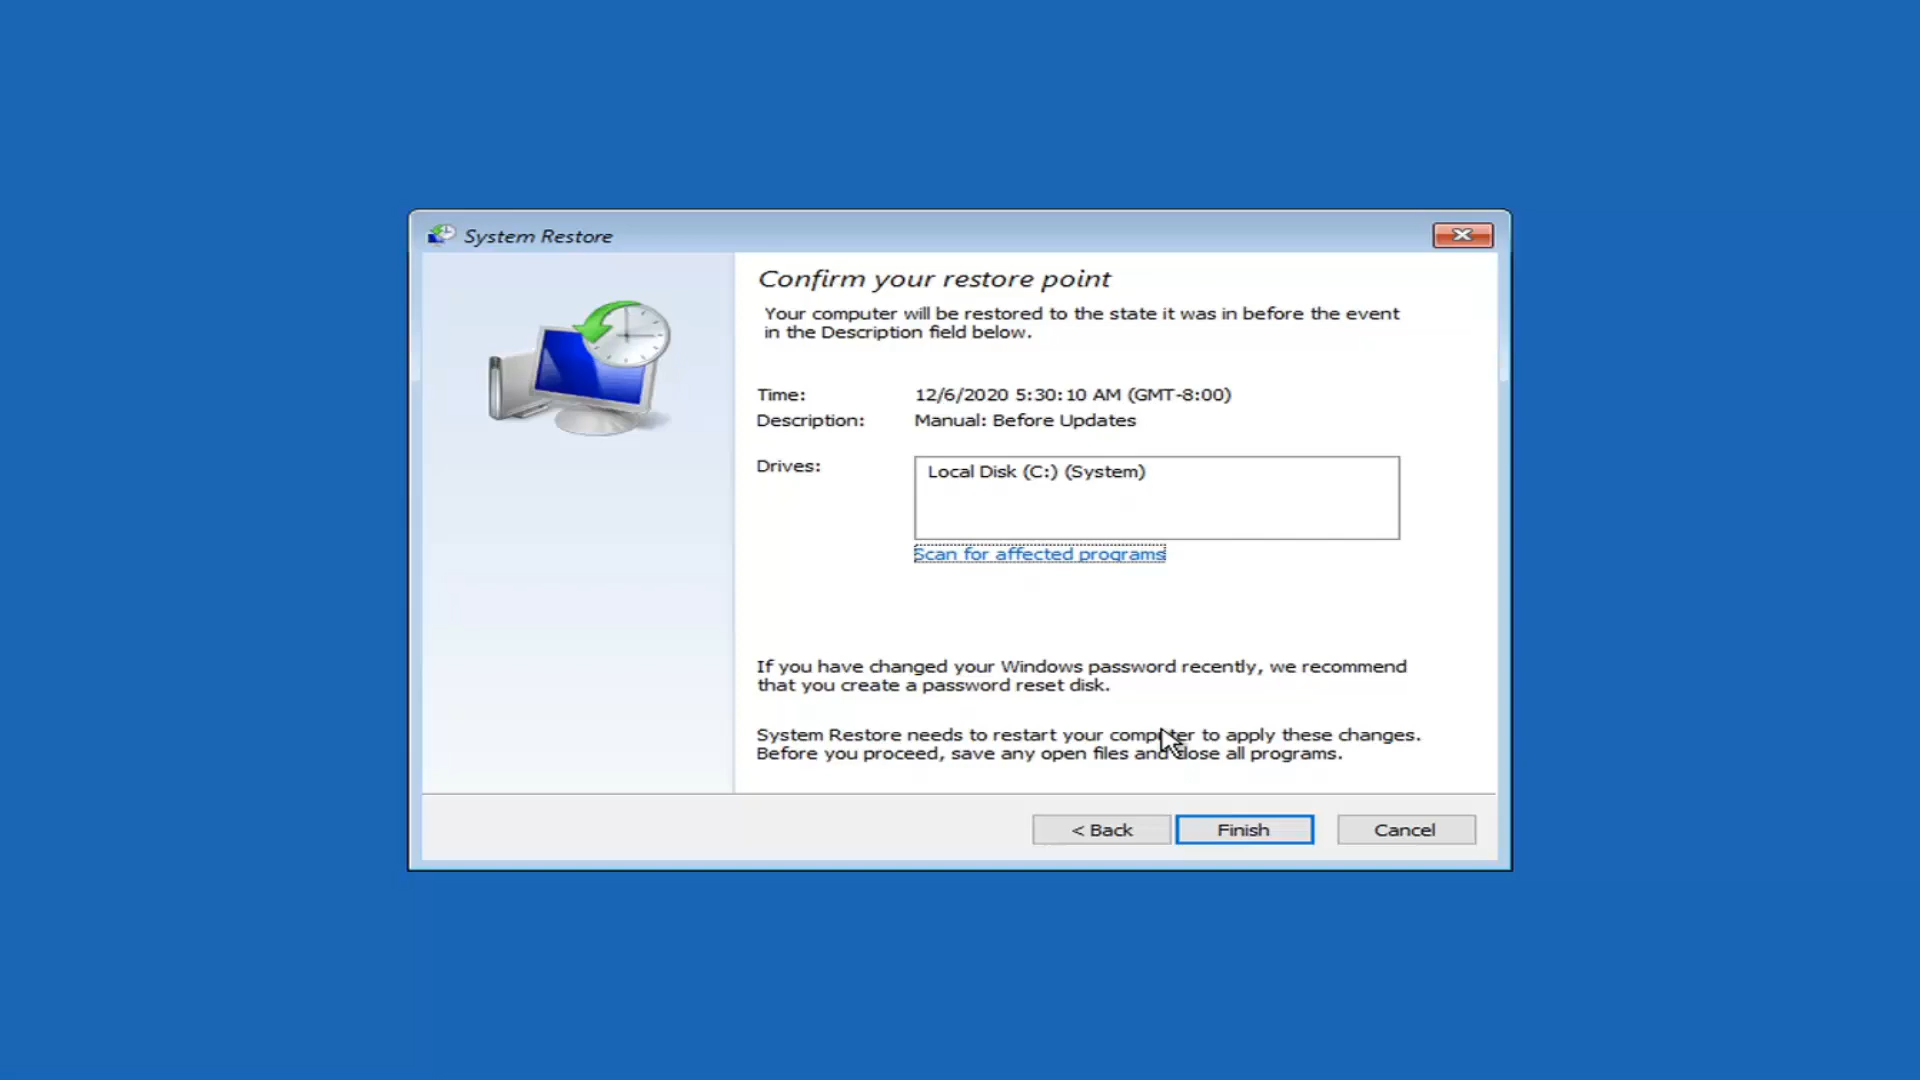 System Restore
Confirm your restore point
Your computer will be restored to the state it was in before the event
in the Description field below.
Time: 12/6/2020 5:30:10 AM (GMT-8:00)
Description: Manual: Before Updates
Drives: Local Disk (C:) (System)
Scan for affected programs
If you have changed your Windows password recently, we recommend
that you create a password reset disk.
System Restore needs to restart your computer to apply these changes.
Before you proceed, save any open files and close all programs.
< Back Finish Cancel